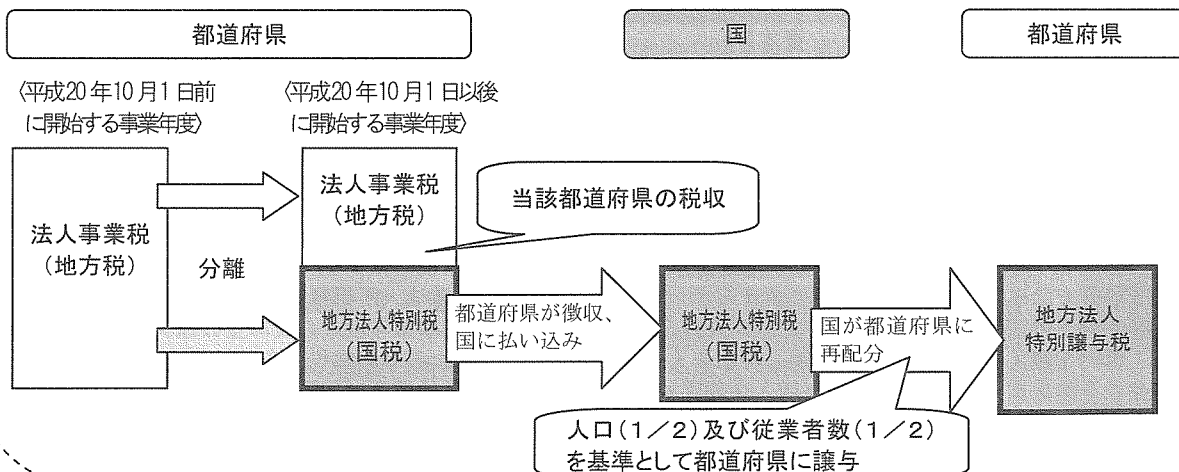 都道府県
国
都道府県
〈平成20年10月1日前
に開始する事業年度〉
〈平成20年10月1日以後
に開始する事業年度〉
法人事業税
(地方税)
分離
法人事業税
(地方税)
当該都道府県の税収
地方法人特別税
(国税)
都道府県が徴収、
国に払い込み
地方法人特別税
(国税)
国が都道府県に
再配分
地方法人
特別譲与税
人口(1/2)及び従業者数(1/2)
を基準として都道府県に譲与